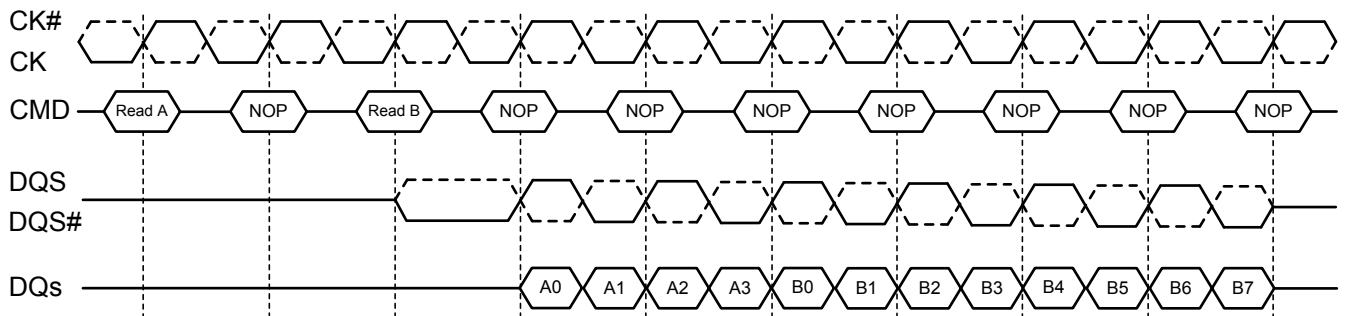 CK#
CK
CMD Read A NOP Read B NOP NOP NOP NOP NOP NOP NOP
DQS
DQS#
DQs A0 A1 A2 A3 B0 B1 B2 B3 B4 B5 B6 B7